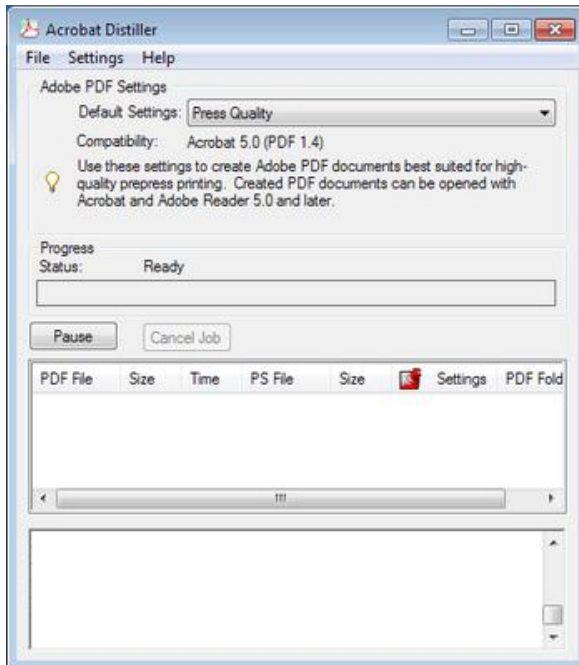 Acrobat Distiller
File Settings Help
Adobe PDF Settings
Default Settings: Press Quality
Compatibility: Acrobat 5.0 (PDF 1.4)
Use these settings to create Adobe PDF documents best suited for high-
quality prepress printing. Created PDF documents can be opened with
Acrobat and Adobe Reader 5.0 and later.
Progress
Status: Ready
Pause Cancel Job
PDF File Size Time PS File Size Settings PDF Fold